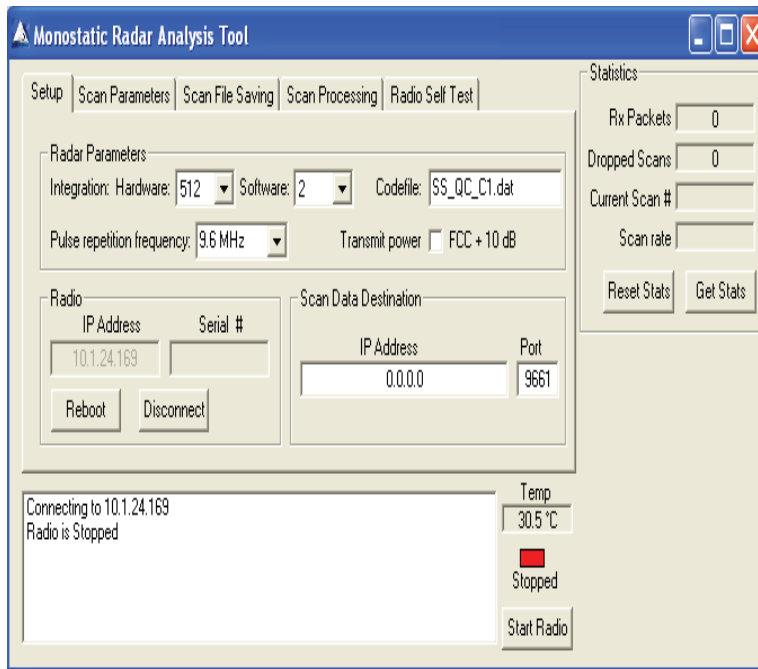 Monostatic Radar Analysis Tool
Setup
Scan Parameters
Scan File Saving
Scan Processing
Radio Self Test
Radar Parameters
Integration: Hardware: 512 Software: 2 Codefile: SS_QC_C1.dat
Pulse repetition frequency: 9.6 MHz Transmit power FCC + 10 dB
Radio
IP Address Serial #
10.1.24.169
Reboot Disconnect
Scan Data Destination
IP Address Port
0.0.0.0 9661
Statistics
Rx Packets 0
Dropped Scans 0
Current Scan #
Scan rate
Reset Stats Get Stats
Connecting to 10.1.24.169
Radio is Stopped
Temp
30.5 °C
Stopped
Start Radio